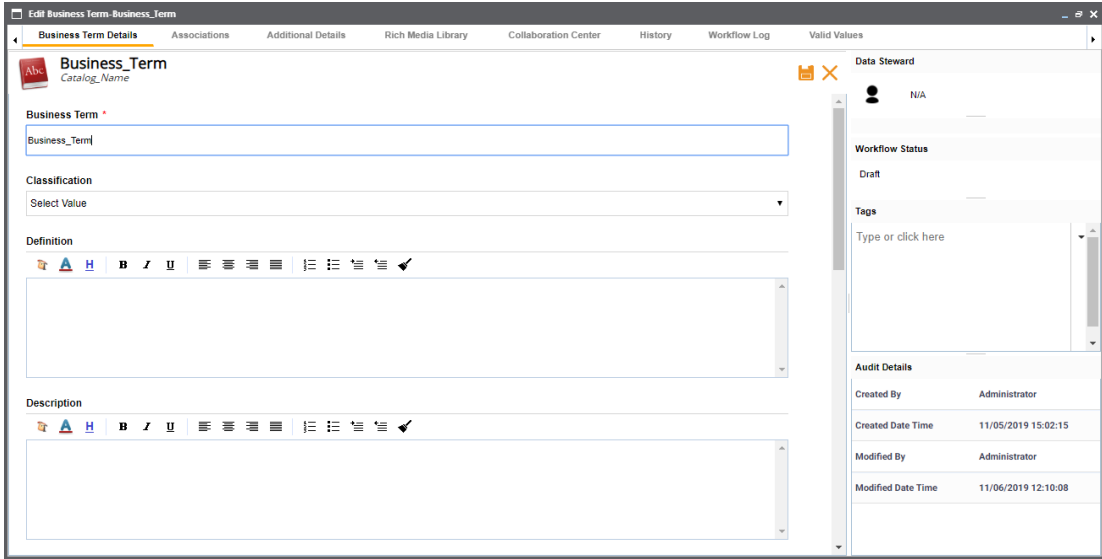 Edit Business Term-Business_Term
Business Term Details Associations Additional Details Rich Media Library Collaboration Center History Workflow Log Valid Values
Abc
Business_Term
Catalog_Name
Business Term *
Business_Term
Classification
Select Value
Definition
A H B I U
Description
A H B I U
Data Steward
N/A
Workflow Status
Draft
Tags
Type or click here
Audit Details
Created By Administrator
Created Date Time 11/05/2019 15:02:15
Modified By Administrator
Modified Date Time 11/06/2019 12:10:08